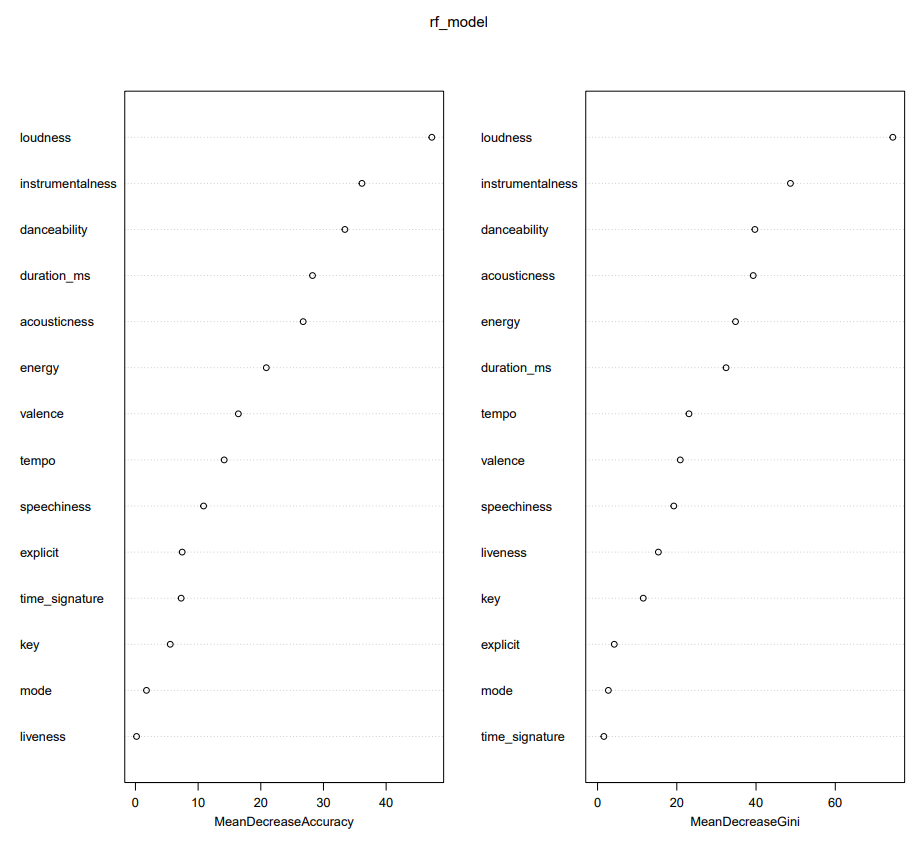 rf_model
loudness
instrumentalness
danceability
duration_ms
acousticness
energy
valence
tempo
speechiness
explicit
time_signature
key
mode
liveness
0 10 20 30 40
MeanDecreaseAccuracy
loudness
instrumentalness
danceability
acousticness
energy
duration_ms
tempo
valence
speechiness
liveness
key
explicit
mode
time_signature
0 20 40 60
MeanDecreaseGini